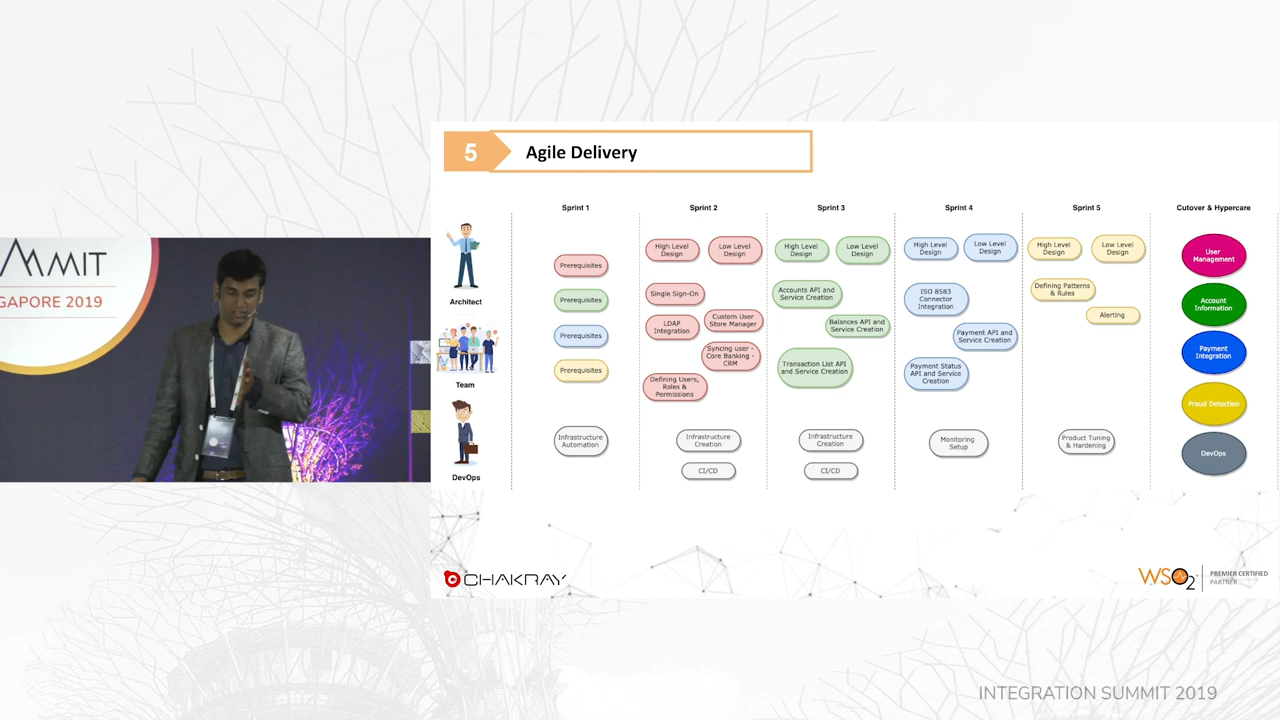 MMIT
GAPORE 2019
5
Agile Delivery
Sprint 1
Sprint 2
Sprint 3
Sprint 4
Sprint 5
Cutover & Hypercare
Architect
Team
DevOps
Prerequisites
Prerequisites
Prerequisites
Prerequisites
Infrastructure
Automation
High Level
Design
Low Level
Design
Single Sign-On
LDAP
Integration
Custom User
Store Manager
Syncing user -
Core Banking -
CRM
Defining Users,
Roles &
Permissions
Infrastructure
Creation
CI/CD
High Level
Design
Low Level
Design
Accounts API and
Service Creation
Balances API and
Service Creation
Transaction List API
and Service Creation
Infrastructure
Creation
CI/CD
High Level
Design
Low Level
Design
ISO 8583
Connector
Integration
Payment API and
Service Creation
Payment Status
API and Service
Creation
Monitoring
Setup
High Level
Design
Low Level
Design
Defining Patterns
& Rules
Alerting
Product Tuning
& Hardening
User
Management
Account
Information
Payment
Integration
Fraud Detection
DevOps
CHAKRAY
WSO2
PREMIER CERTIFIED
PARTNER
INTEGRATION SUMMIT 2019